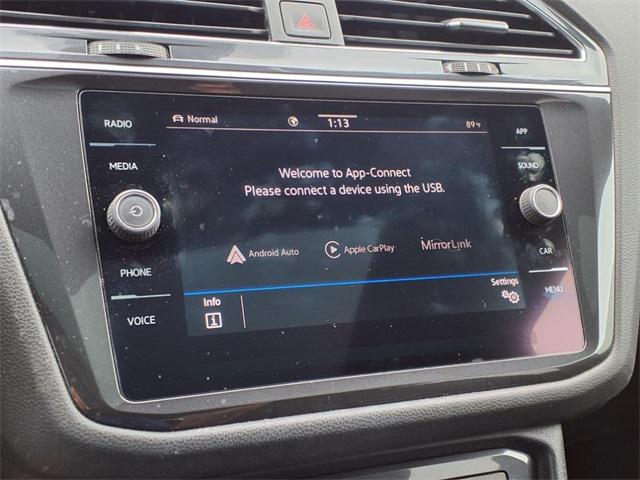 RADIO
MEDIA
PHONE
VOICE
Normal
1:13
89°F
Welcome to App-Connect
Please connect a device using the USB.
Android Auto
Apple CarPlay
MirrorLink
Info
i
Settings
APP
SOUND
CAR
MENU